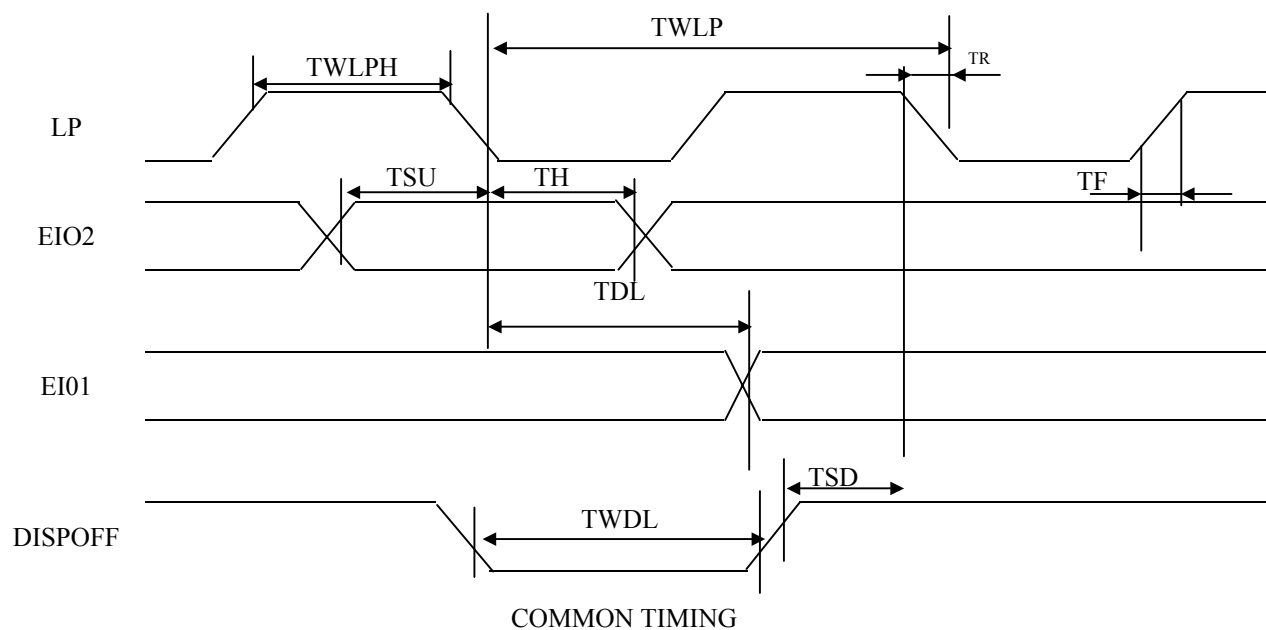 TWLP
TR
TWLPH
LP
TSU
TH
TF
EIO2
TDL
EI01
TSD
TWDL
DISPOFF
COMMON TIMING